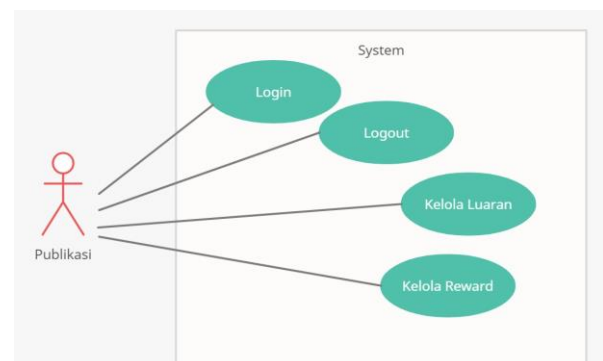 System
Login
Logout
Kelola Luaran
Publikasi
Kelola Reward